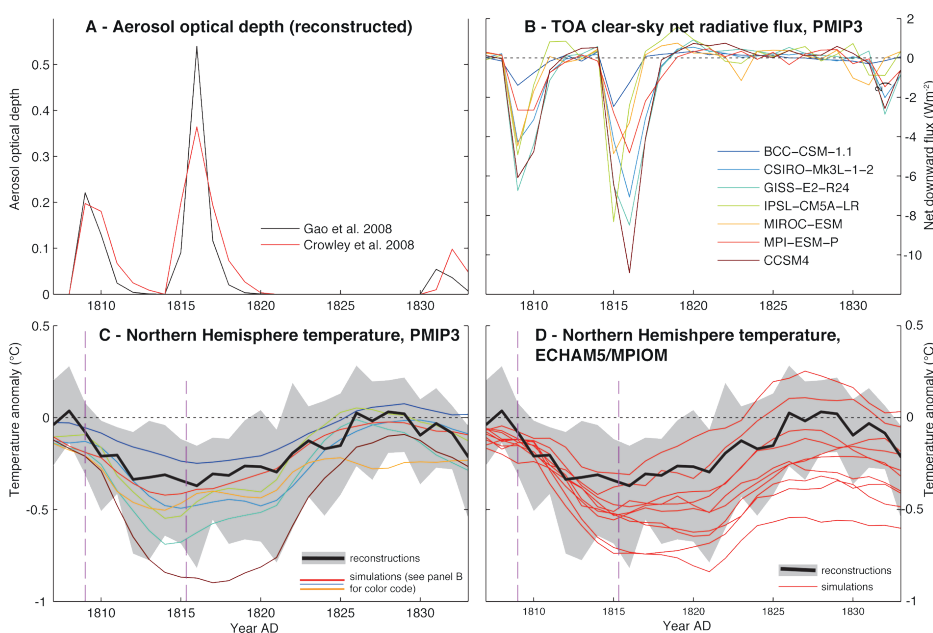 A - Aerosol optical depth (reconstructed)
Aerosol optical depth
0.5
0.4
0.3
0.2
0.1
0
Gao et al. 2008
Crowley et al. 2008
1810
1815
1820
1825
1830
B - TOA clear-sky net radiative flux, PMIP3
2
0
-2
-4
-6
-8
-10
Net downward flux (Wm-2)
BCC-CSM-1.1
CSIRO-Mk3L-1-2
GISS-E2-R24
IPSL-CM5A-LR
MIROC-ESM
MPI-ESM-P
CCSM4
1810
1815
1820
1825
1830
C - Northern Hemisphere temperature, PMIP3
Temperature anomaly (°C)
0.5
0
-0.5
-1
reconstructions
simulations (see panel B
for color code)
1810
1815
1820
1825
1830
Year AD
D - Northern Hemishpere temperature,
ECHAM5/MPIOM
0.5
0
-0.5
-1
Temperature anomaly (°C)
reconstructions
simulations
1810
1815
1820
1825
1830
Year AD